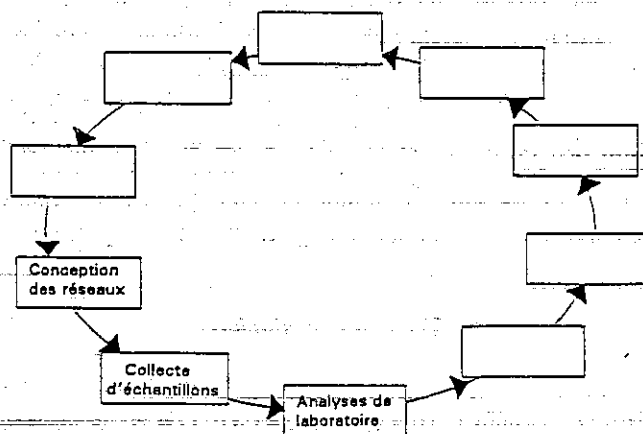 Conception
des réseaux
Collecte
d'échantillons
Analyses de
laboratoire